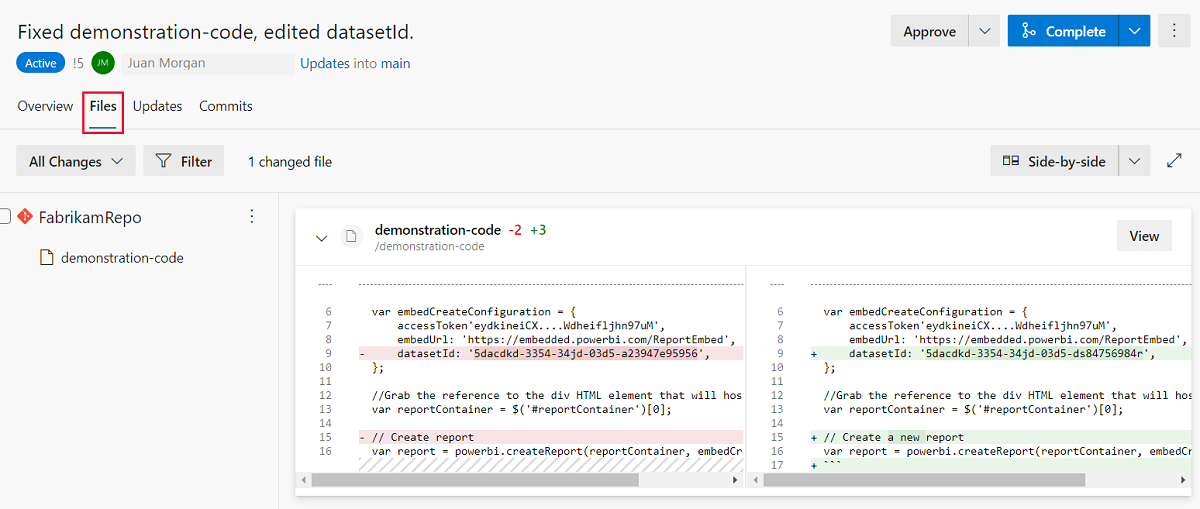 Fixed demonstration-code, edited datasetId.
Approve
Complete
Active !5 JM Juan Morgan Updates into main
Overview Files Updates Commits
All Changes Filter 1 changed file Side-by-side
FabrikamRepo
demonstration-code
demonstration-code -2 +3
/demonstration-code
View
6 var embedCreateConfiguration = {
7 accessToken'eydkineiCX....Wdheifljhn97uM',
8 embedUrl: 'https://embedded.powerbi.com/ReportEmbed',
9 - datasetId: '5dacdkd-3354-34jd-03d5-a23947e95956',
10 };
11
12 //Grab the reference to the div HTML element that will hos
13 var reportContainer = $('#reportContainer')[0];
14
15 - // Create report
16 var report = powerbi.createReport(reportContainer, embedCr
6 var embedCreateConfiguration = {
7 accessToken'eydkineiCX....Wdheifljhn97uM',
8 embedUrl: 'https://embedded.powerbi.com/ReportEmbed',
9 + datasetId: '5dacdkd-3354-34jd-03d5-ds84756984r',
10 };
11
12 //Grab the reference to the div HTML element that will hos
13 var reportContainer = $('#reportContainer')[0];
14
15 + // Create a new report
16 var report = powerbi.createReport(reportContainer, embedCr
17 + ```